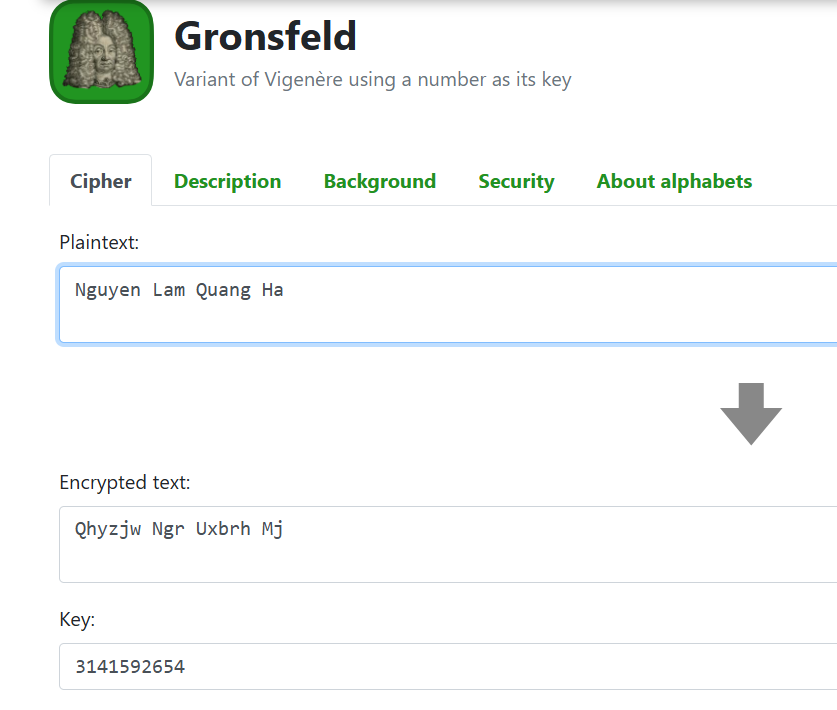 Gronsfeld
Variant of Vigenère using a number as its key
Cipher Description Background Security About alphabets
Plaintext:
Nguyen Lam Quang Ha
Encrypted text:
Qhyzjw Ngr Uxbrh Mj
Key:
3141592654